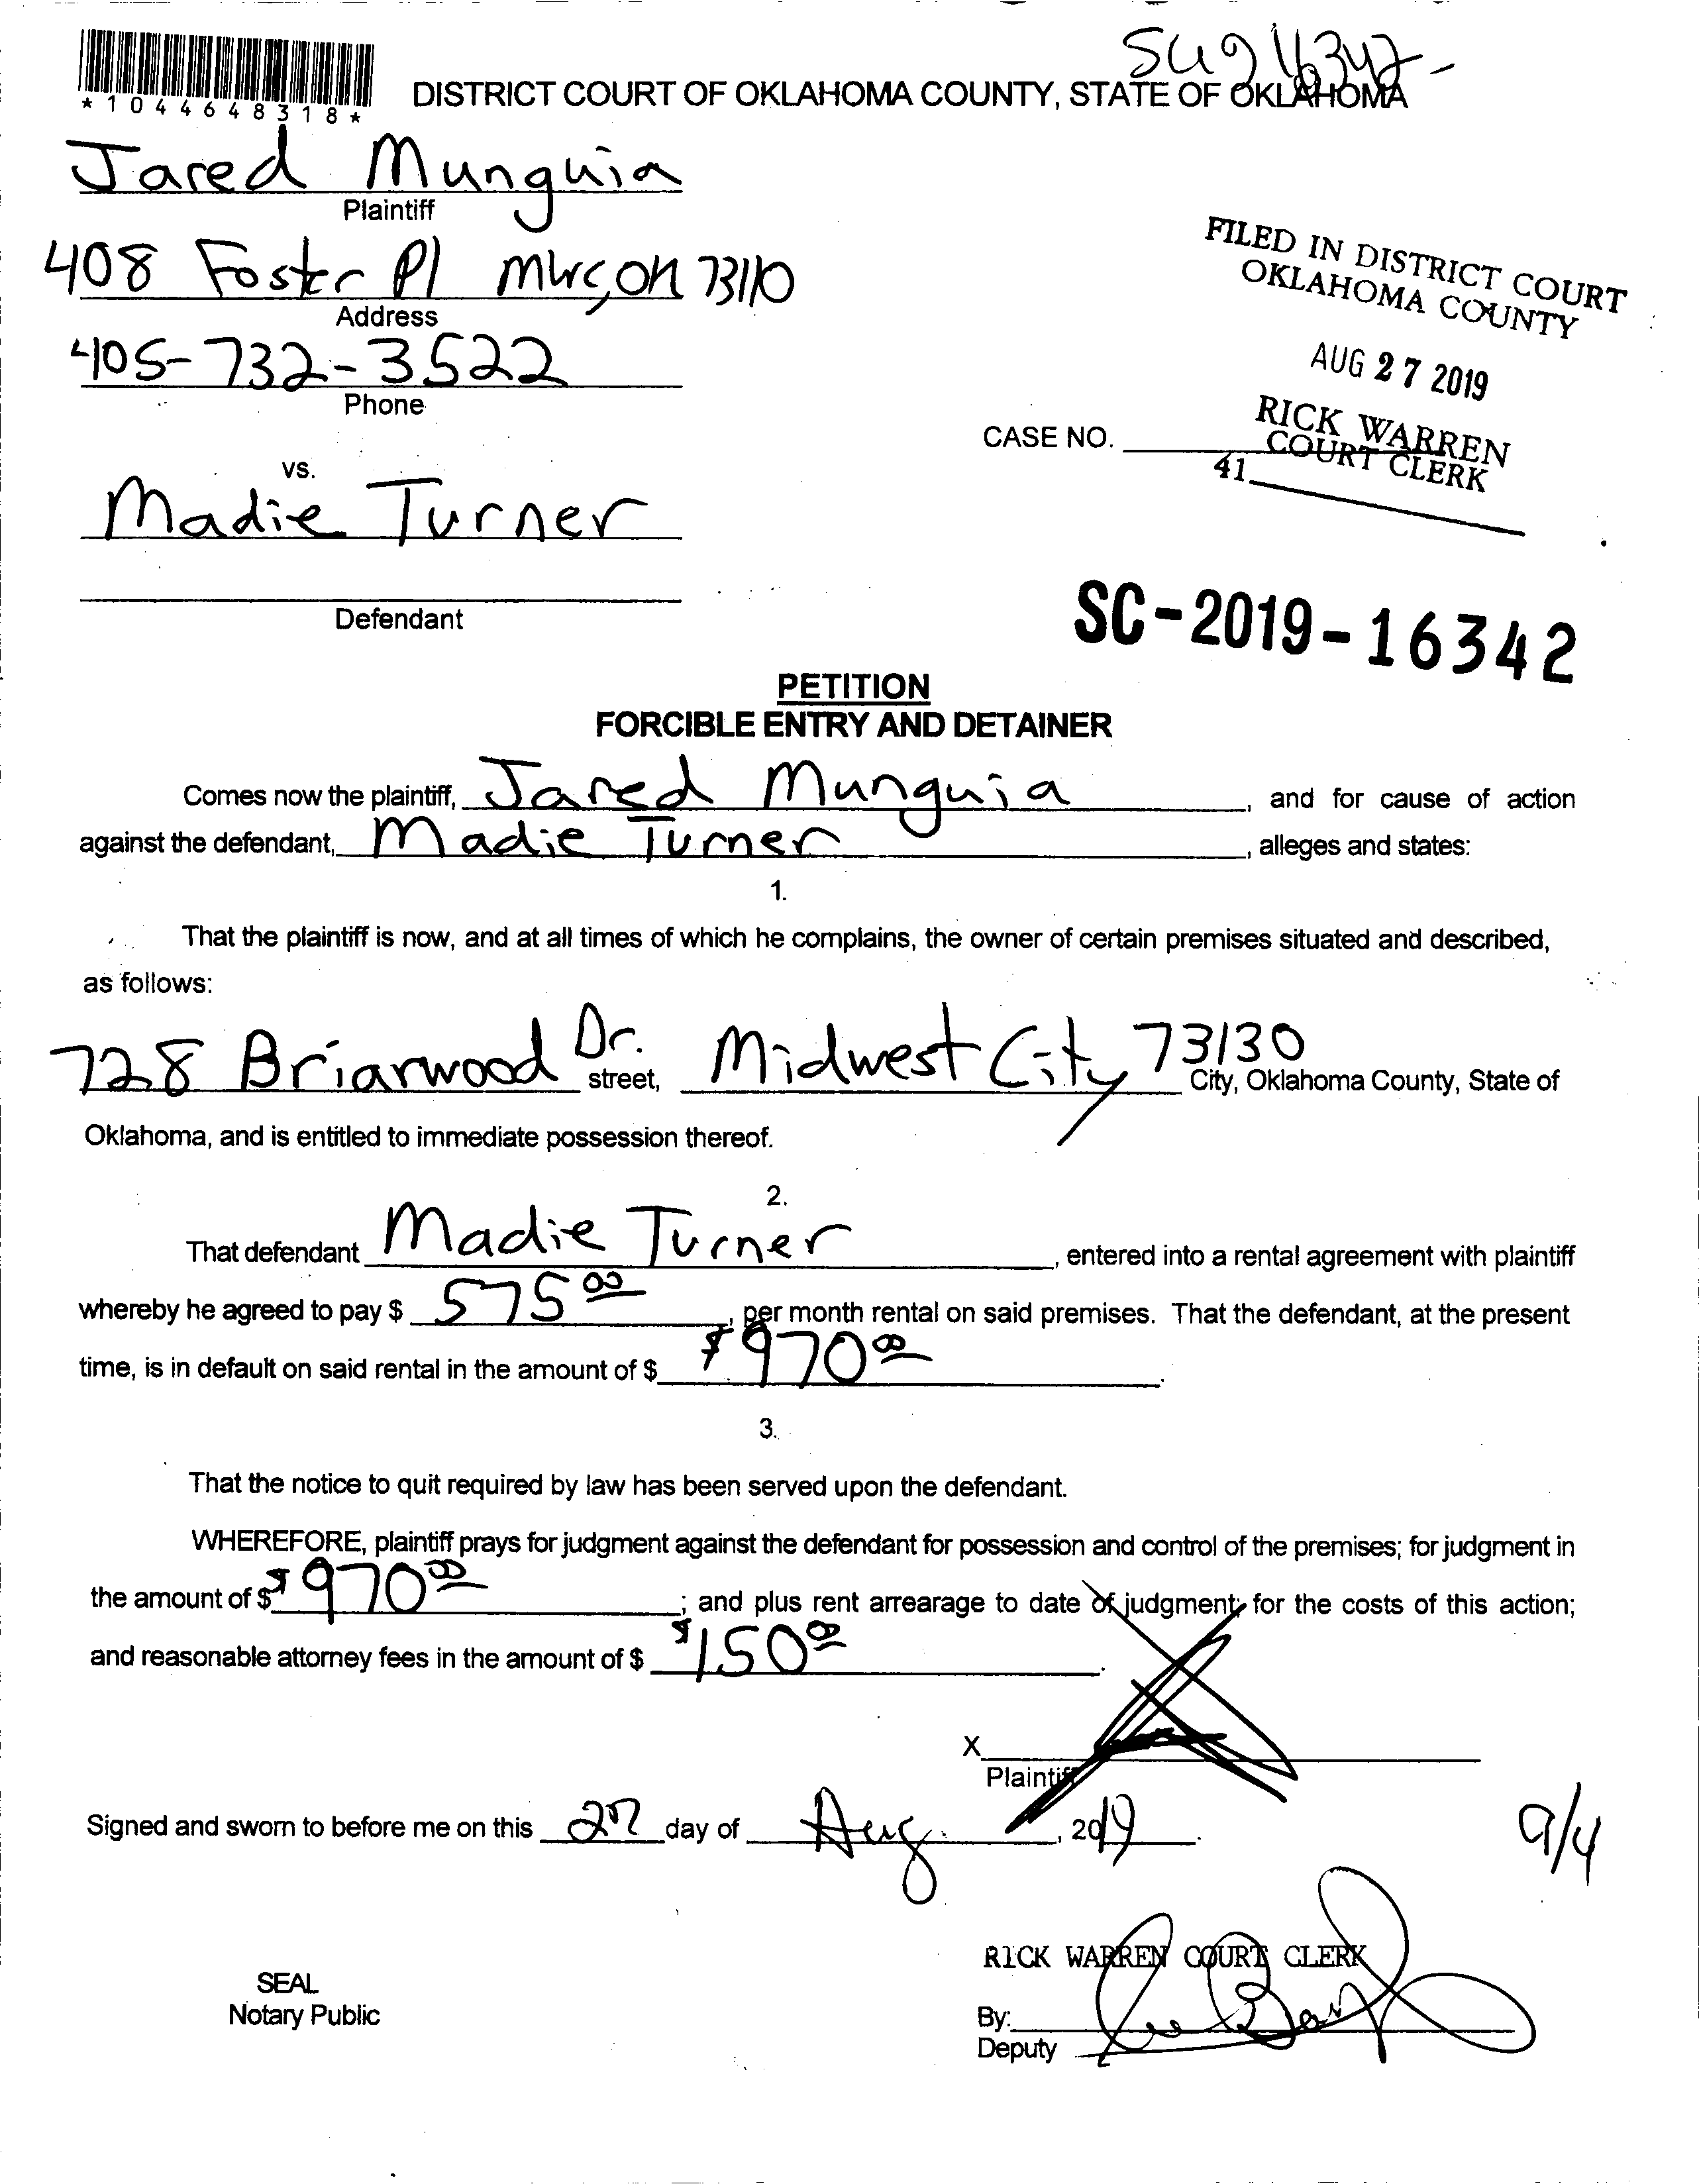 SC19 16342-
*1044648318*
DISTRICT COURT OF OKLAHOMA COUNTY, STATE OF OKLAHOMA
Jared Munguia
Plaintiff
408 Foster Pl MWC, OK 73110
Address
405-732-3522
Phone
FILED IN DISTRICT COURT
OKLAHOMA COUNTY
AUG 27 2019
RICK WARREN
COURT CLERK
41
CASE NO.
vs.
Madie Turner
Defendant
SC-2019-16342
PETITION
FORCIBLE ENTRY AND DETAINER
Comes now the plaintiff, Jared Munguia, and for cause of action
against the defendant, Madie Turner, alleges and states:
1.
That the plaintiff is now, and at all times of which he complains, the owner of certain premises situated and described,
as follows:
728 Briarwood Dr. street, Midwest City 73130 City, Oklahoma County, State of
Oklahoma, and is entitled to immediate possession thereof.
2.
That defendant Madie Turner, entered into a rental agreement with plaintiff
whereby he agreed to pay $ 575 00, per month rental on said premises. That the defendant, at the present
time, is in default on said rental in the amount of $ $970 00.
3.
That the notice to quit required by law has been served upon the defendant.
WHEREFORE, plaintiff prays for judgment against the defendant for possession and control of the premises; for judgment in
the amount of $ $970 00; and plus rent arrearage to date of judgment; for the costs of this action;
and reasonable attorney fees in the amount of $ $150 00.
X
Plaintiff
Signed and sworn to before me on this 27 day of Aug., 2019.
9/4
RICK WARREN COURT CLERK
SEAL
Notary Public
By:
Deputy